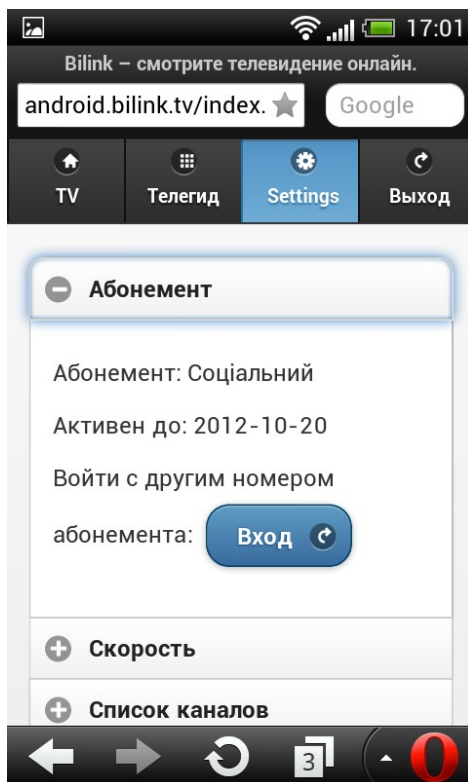 17:01
Bilink – смотрите телевидение онлайн.
android.bilink.tv/index. Google
TV Телегид Settings Выход
Абонемент
Абонемент: Соціальний
Активен до: 2012-10-20
Войти с другим номером
абонемента: Вход
Скорость
Список каналов
3